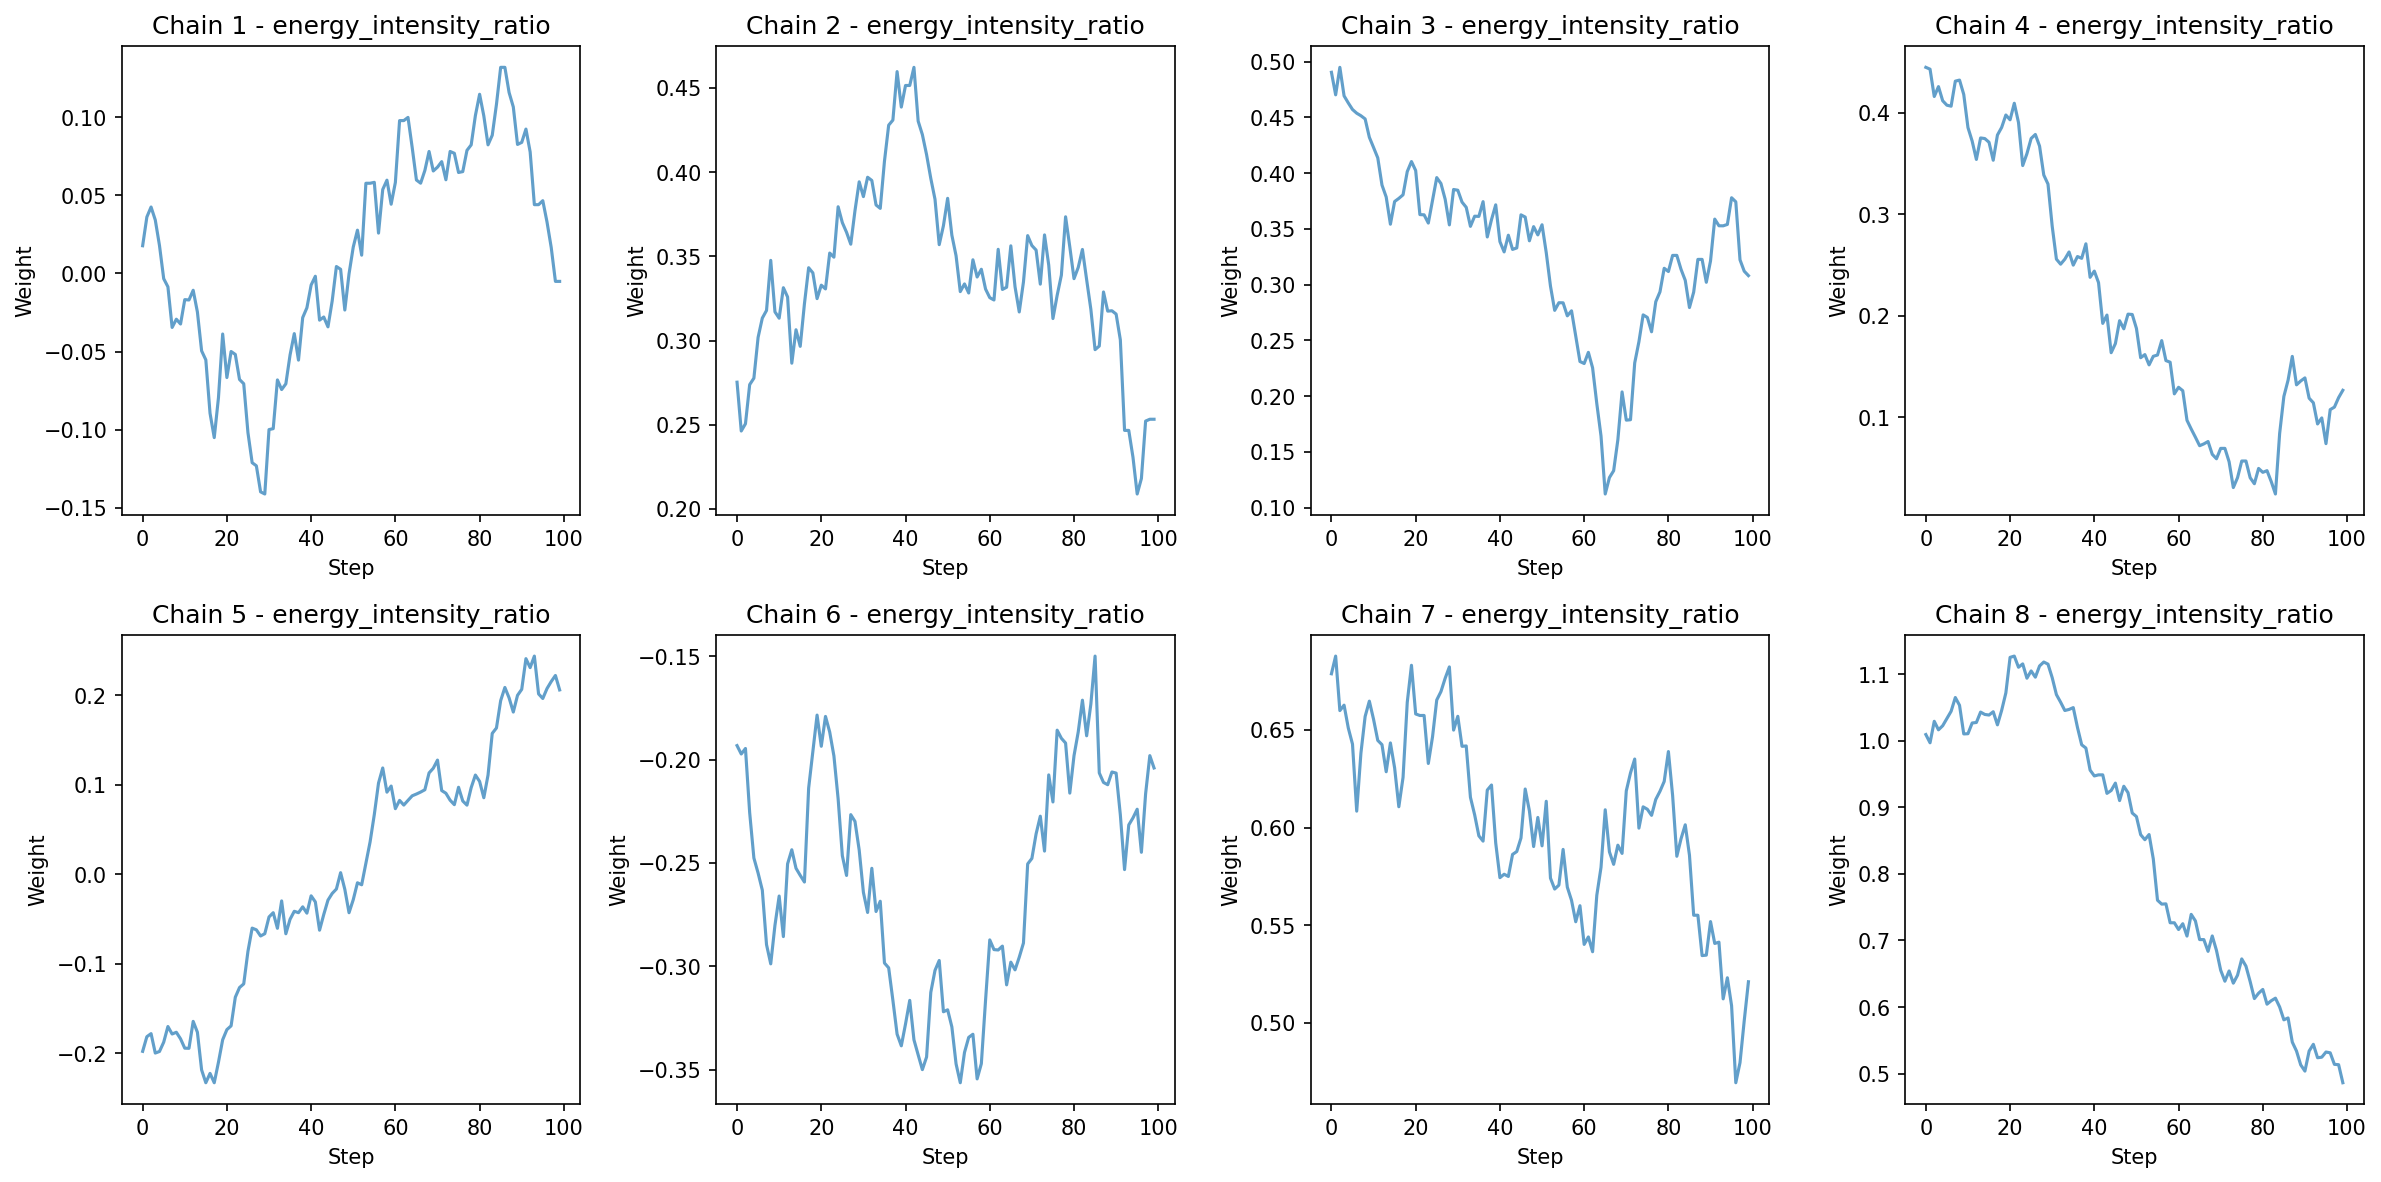 Chain 1 - energy_intensity_ratio
Weight
0.10
0.05
0.00
−0.05
−0.10
−0.15
0 20 40 60 80 100
Step
Chain 2 - energy_intensity_ratio
Weight
0.45
0.40
0.35
0.30
0.25
0.20
0 20 40 60 80 100
Step
Chain 3 - energy_intensity_ratio
Weight
0.50
0.45
0.40
0.35
0.30
0.25
0.20
0.15
0.10
0 20 40 60 80 100
Step
Chain 4 - energy_intensity_ratio
Weight
0.4
0.3
0.2
0.1
0 20 40 60 80 100
Step
Chain 5 - energy_intensity_ratio
Weight
0.2
0.1
0.0
−0.1
−0.2
0 20 40 60 80 100
Step
Chain 6 - energy_intensity_ratio
Weight
−0.15
−0.20
−0.25
−0.30
−0.35
0 20 40 60 80 100
Step
Chain 7 - energy_intensity_ratio
Weight
0.65
0.60
0.55
0.50
0 20 40 60 80 100
Step
Chain 8 - energy_intensity_ratio
Weight
1.1
1.0
0.9
0.8
0.7
0.6
0.5
0 20 40 60 80 100
Step